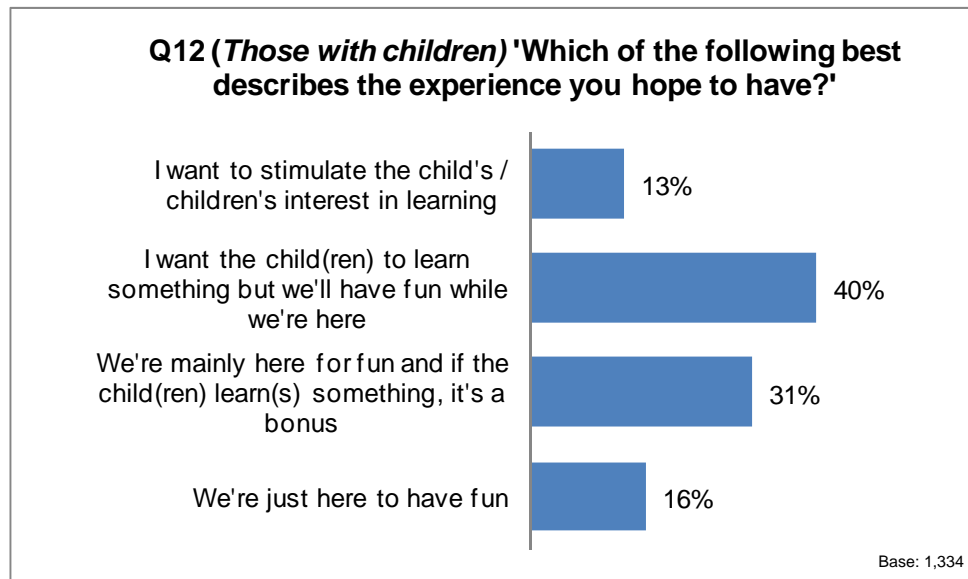 Q12 (Those with children) 'Which of the following best
describes the experience you hope to have?'
I want to stimulate the child's /
children's interest in learning
13%
I want the child(ren) to learn
something but we'll have fun while
we're here
40%
We're mainly here for fun and if the
child(ren) learn(s) something, it's a
bonus
31%
We're just here to have fun
16%
Base: 1,334